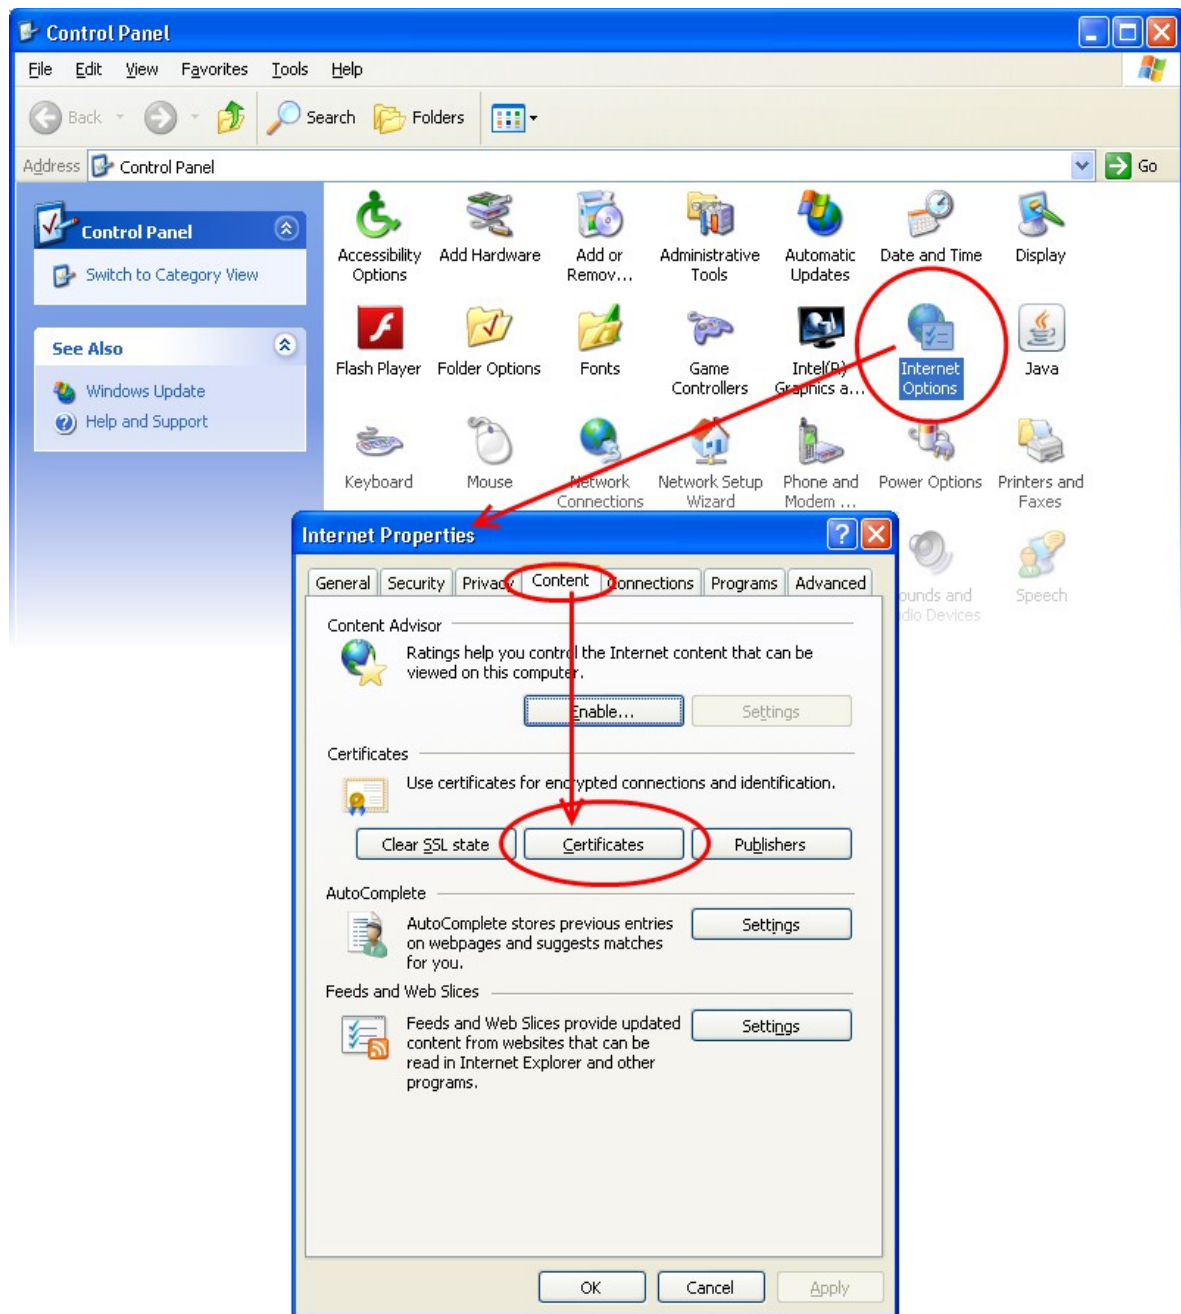 Control Panel
File Edit View Favorites Tools Help
Back Search Folders
Address Control Panel Go
Control Panel
Switch to Category View
See Also
Windows Update
Help and Support
Accessibility Options
Add Hardware
Add or Remov...
Administrative Tools
Automatic Updates
Date and Time
Display
Flash Player
Folder Options
Fonts
Game Controllers
Intel(R) Graphics a...
Internet Options
Java
Keyboard
Mouse
Network Connections
Network Setup Wizard
Phone and Modem ...
Power Options
Printers and Faxes
ounds and
dio Devices
Speech
Internet Properties
General Security Privacy Content Connections Programs Advanced
Content Advisor
Ratings help you control the Internet content that can be
viewed on this computer.
Enable... Settings
Certificates
Use certificates for encrypted connections and identification.
Clear SSL state Certificates Publishers
AutoComplete
AutoComplete stores previous entries
on webpages and suggests matches
for you.
Settings
Feeds and Web Slices
Feeds and Web Slices provide updated
content from websites that can be
read in Internet Explorer and other
programs.
Settings
OK Cancel Apply